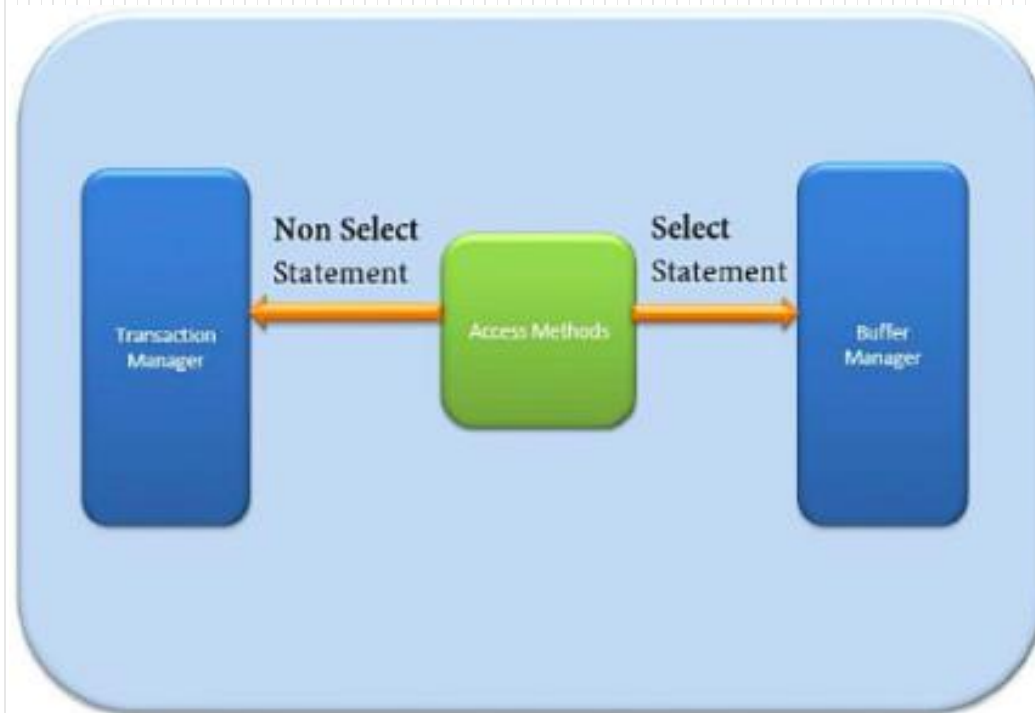 Non Select
Statement
Select
Statement
Transaction
Manager
Access Methods
Buffer
Manager